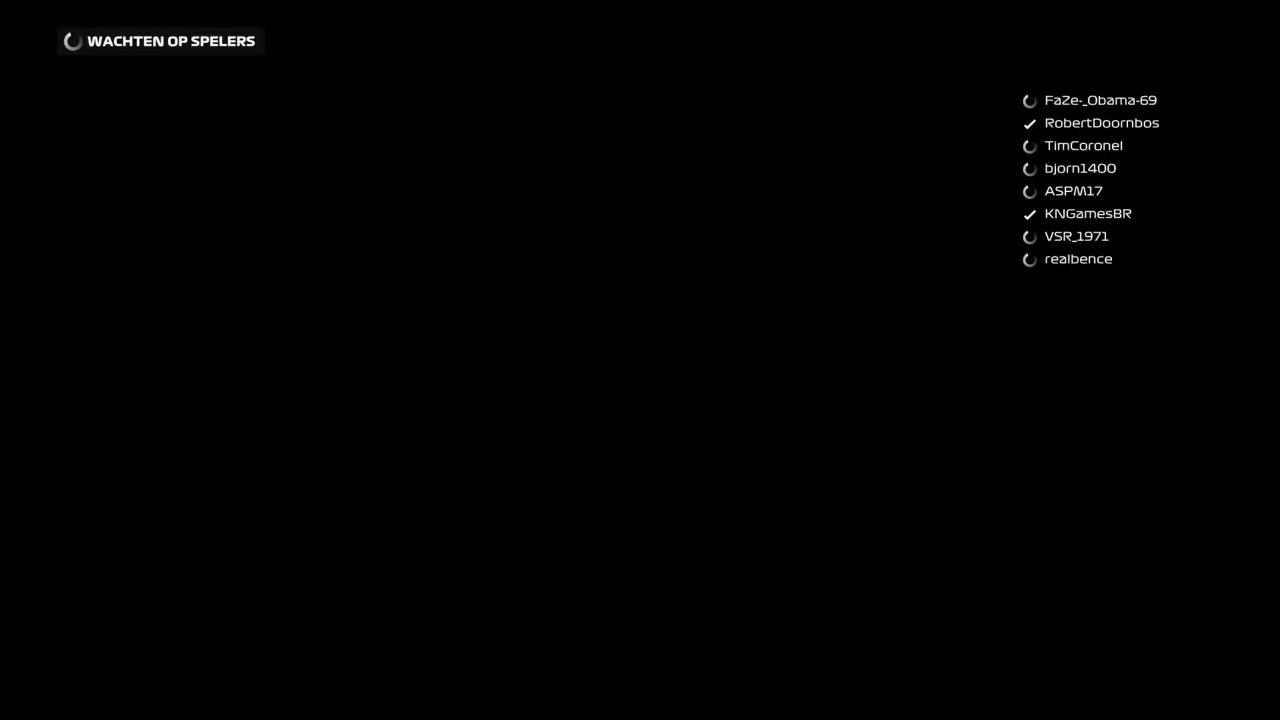 WACHTEN OP SPELERS
FaZe-_Obama-69
RobertDoornbos
TimCoronel
bjorn1400
ASPM17
KNGamesBR
VSR_1971
realbence